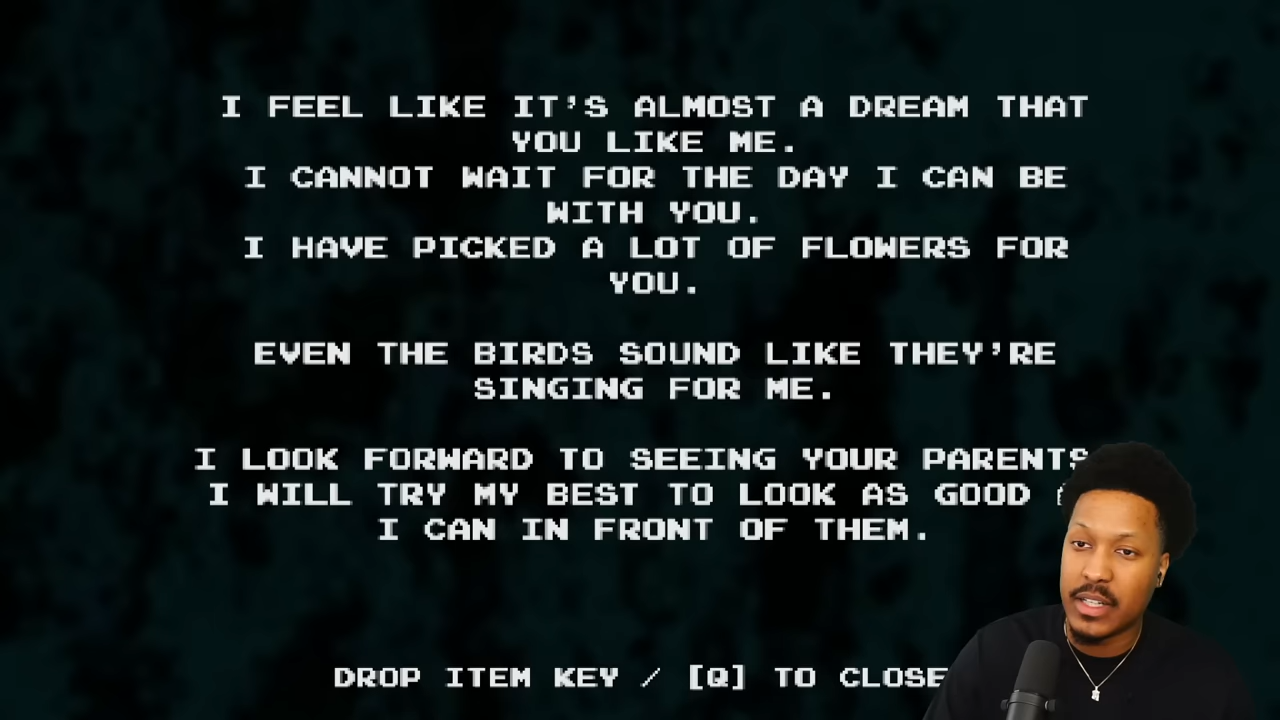 I FEEL LIKE IT'S ALMOST A DREAM THAT
YOU LIKE ME.
I CANNOT WAIT FOR THE DAY I CAN BE
WITH YOU.
I HAVE PICKED A LOT OF FLOWERS FOR
YOU.
EVEN THE BIRDS SOUND LIKE THEY'RE
SINGING FOR ME.
I LOOK FORWARD TO SEEING YOUR PARENTS
I WILL TRY MY BEST TO LOOK AS GOOD
I CAN IN FRONT OF THEM.
DROP ITEM KEY / [Q] TO CLOSE